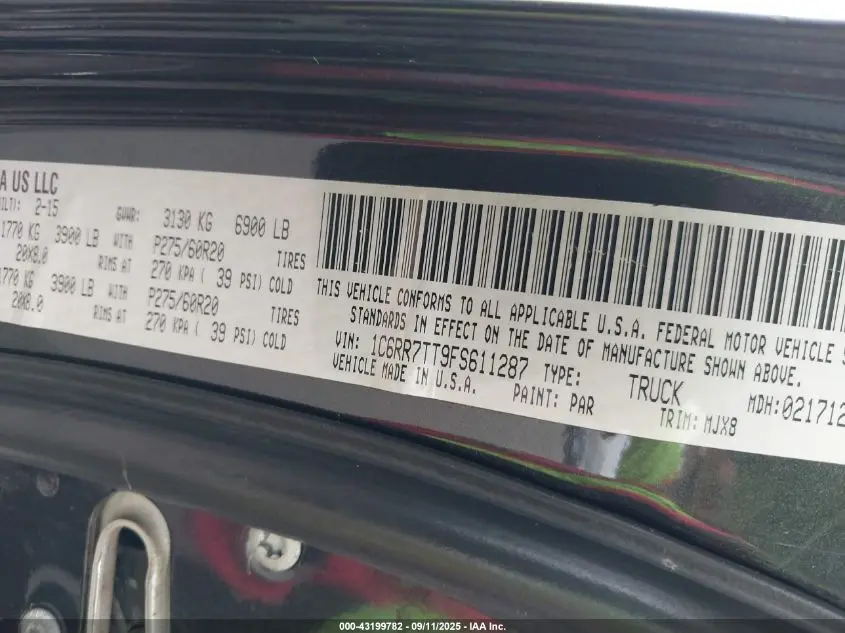 A US LLC
ILT): 2-15 GVWR: 3130 KG 6900 LB
1770 KG 3900 LB WITH P275/60R20 TIRES
20X8.0 RIMS AT 270 KPA ( 39 PSI) COLD
1770 KG 3900 LB WITH P275/60R20 TIRES
20X8.0 RIMS AT 270 KPA ( 39 PSI) COLD
THIS VEHICLE CONFORMS TO ALL APPLICABLE U.S.A. FEDERAL MOTOR VEHICLE S
STANDARDS IN EFFECT ON THE DATE OF MANUFACTURE SHOWN ABOVE.
VIN: 1C6RR7TT9FS611287 TYPE: TRUCK MDH:021712
VEHICLE MADE IN U.S.A. PAINT: PAR TRIM: MJX8
000-43199782 - 09/11/2025 - IAA Inc.